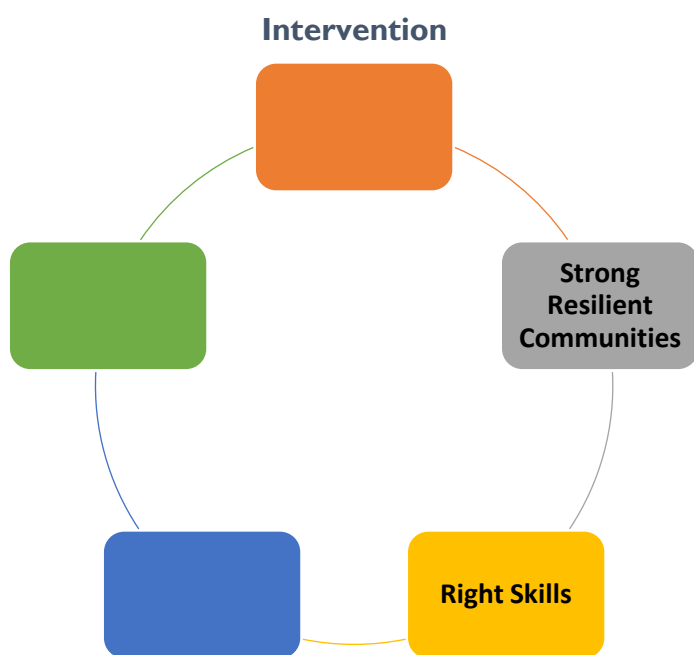 Intervention
Strong
Resilient
Communities
Right Skills